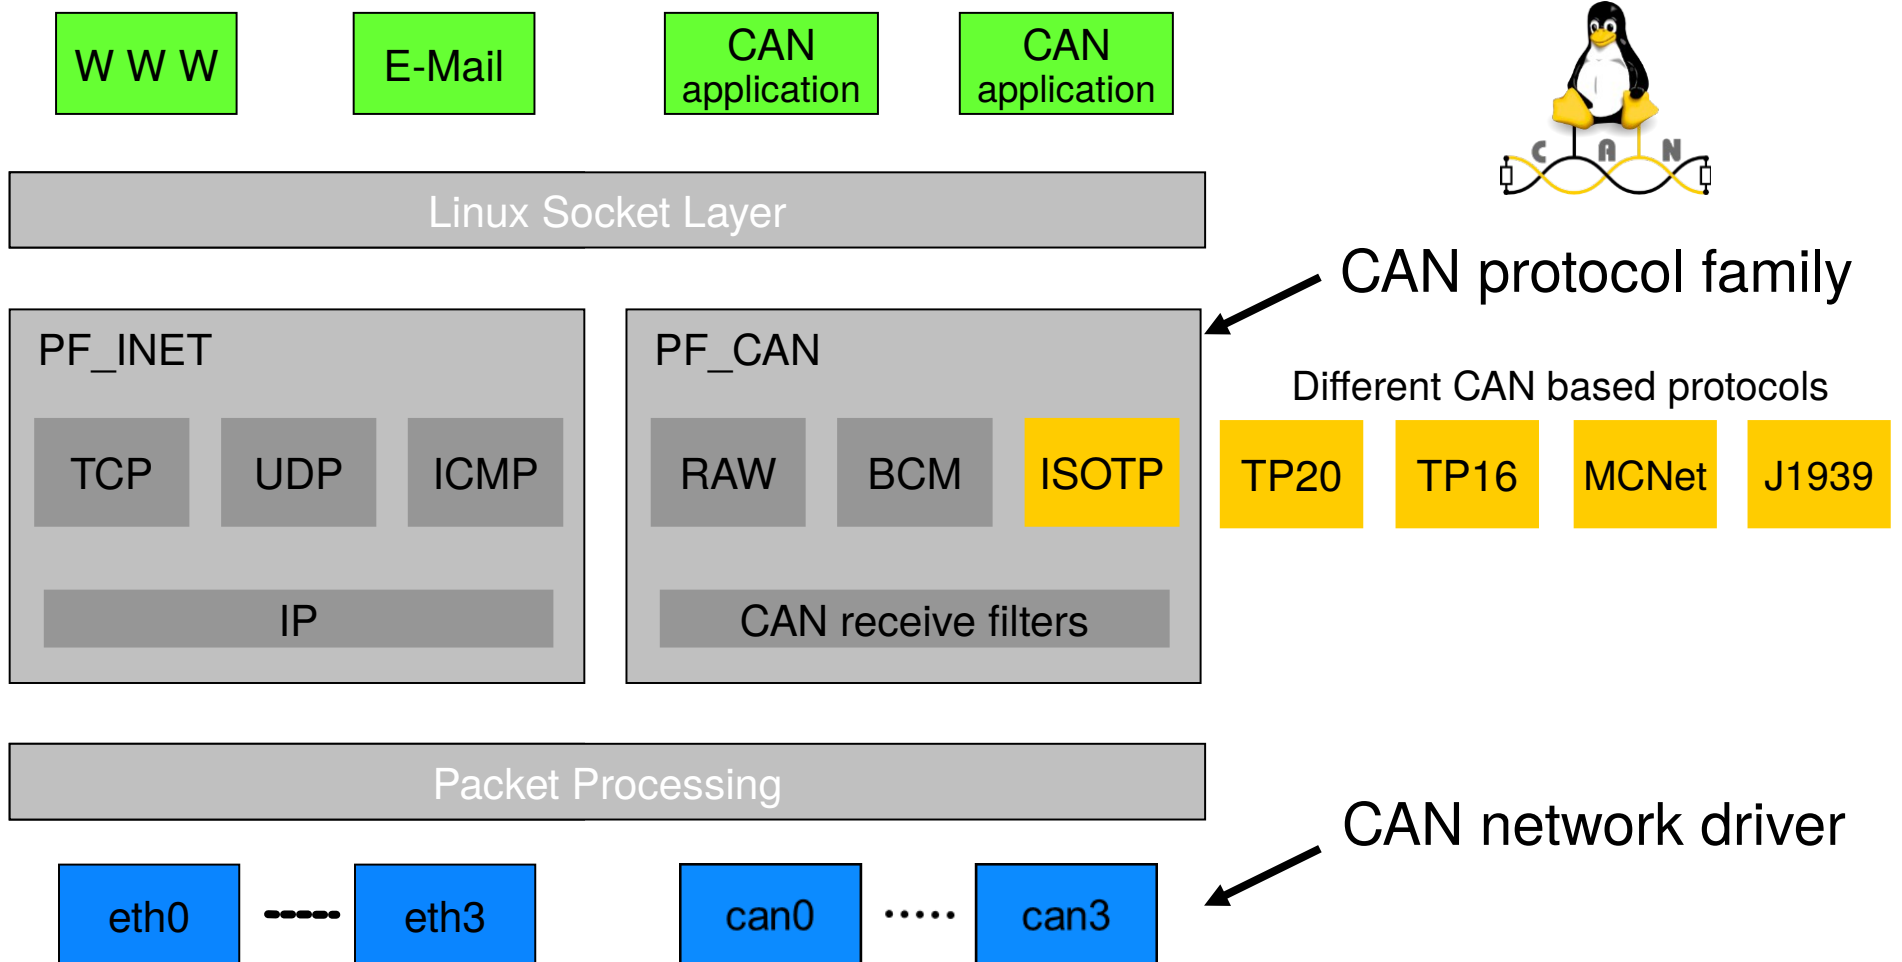 W W W
E-Mail
CAN
application
CAN
application
C A N
Linux Socket Layer
CAN protocol family
PF_INET
PF_CAN
Different CAN based protocols
TCP
UDP
ICMP
RAW
BCM
ISOTP
TP20
TP16
MCNet
J1939
IP
CAN receive filters
Packet Processing
CAN network driver
eth0
eth3
can0
can3